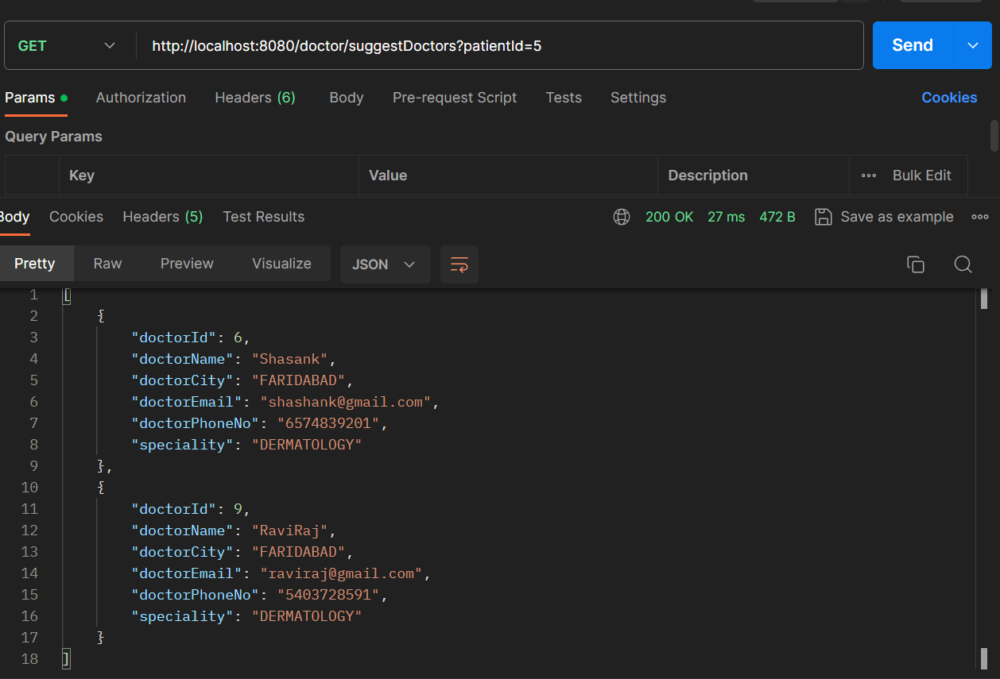 GET http://localhost:8080/doctor/suggestDoctors?patientId=5 Send
Params Authorization Headers (6) Body Pre-request Script Tests Settings Cookies
Query Params
Key Value Description Bulk Edit
Body Cookies Headers (5) Test Results 200 OK 27 ms 472 B Save as example
Pretty Raw Preview Visualize JSON
1 [
2 {
3 "doctorId": 6,
4 "doctorName": "Shasank",
5 "doctorCity": "FARIDABAD",
6 "doctorEmail": "shashank@gmail.com",
7 "doctorPhoneNo": "6574839201",
8 "speciality": "DERMATOLOGY"
9 },
10 {
11 "doctorId": 9,
12 "doctorName": "RaviRaj",
13 "doctorCity": "FARIDABAD",
14 "doctorEmail": "raviraj@gmail.com",
15 "doctorPhoneNo": "5403728591",
16 "speciality": "DERMATOLOGY"
17 }
18 ]